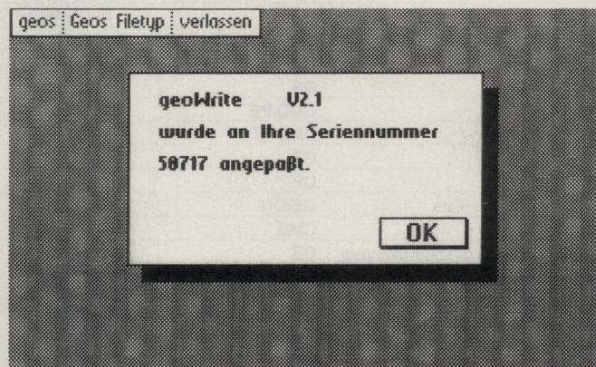 geos Geos Filetyp verlassen
geoWrite V2.1
wurde an Ihre Seriennummer
50717 angepaßt.
OK